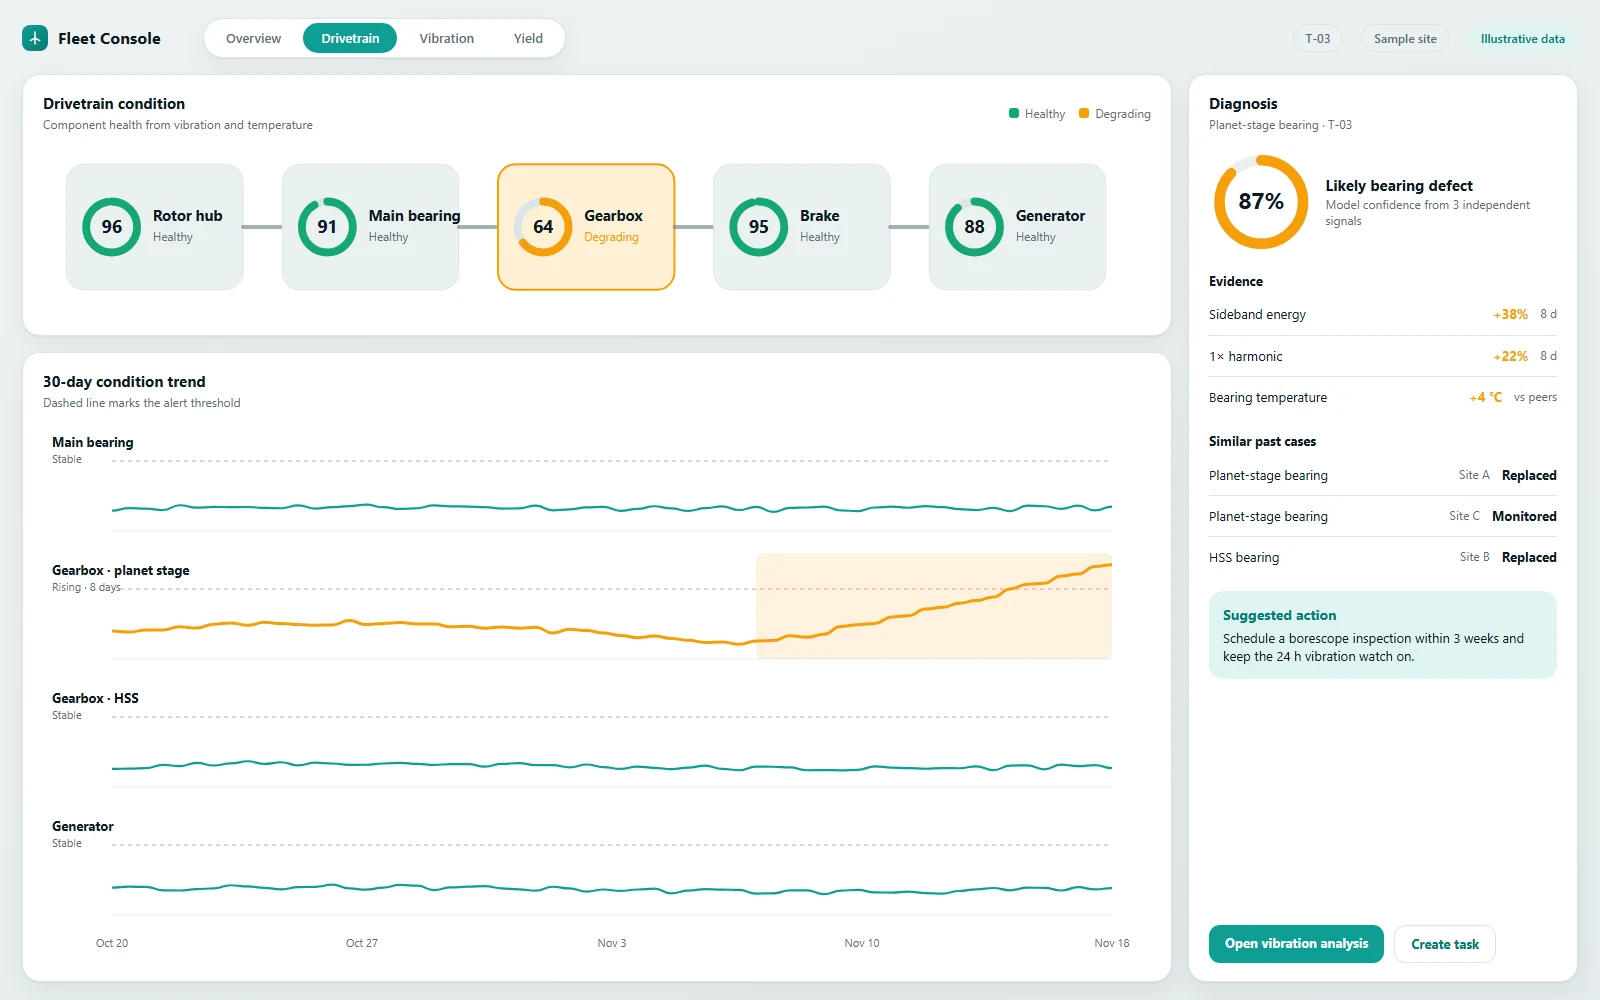 Fleet Console
Overview
Drivetrain
Vibration
Yield
T-03
Sample site
Illustrative data
Drivetrain condition
Component health from vibration and temperature
Healthy
Degrading
96
Rotor hub
Healthy
91
Main bearing
Healthy
64
Gearbox
Degrading
95
Brake
Healthy
88
Generator
Healthy
30-day condition trend
Dashed line marks the alert threshold
Main bearing
Stable
Gearbox · planet stage
Rising · 8 days
Gearbox · HSS
Stable
Generator
Stable
Oct 20
Oct 27
Nov 3
Nov 10
Nov 18
Diagnosis
Planet-stage bearing · T-03
87%
Likely bearing defect
Model confidence from 3 independent
signals
Evidence
Sideband energy +38% 8 d
1× harmonic +22% 8 d
Bearing temperature +4 °C vs peers
Similar past cases
Planet-stage bearing Site A Replaced
Planet-stage bearing Site C Monitored
HSS bearing Site B Replaced
Suggested action
Schedule a borescope inspection within 3 weeks and
keep the 24 h vibration watch on.
Open vibration analysis
Create task